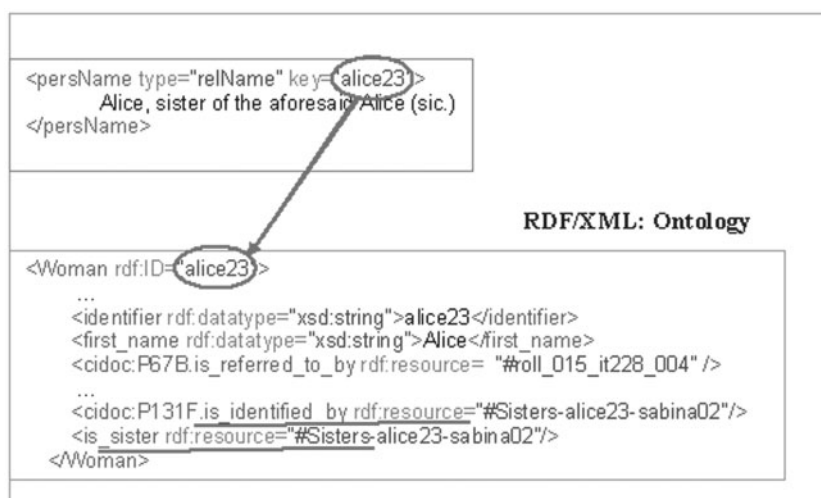 <persName type="relName" key="alice23">
Alice, sister of the aforesaid Alice (sic.)
</persName>
RDF/XML: Ontology
<Woman rdf:ID="alice23">
...
<identifier rdf:datatype="xsd:string">alice23</identifier>
<first_name rdf:datatype="xsd:string">Alice</first_name>
<cidoc:P67B.is_referred_to_by rdf:resource= "#roll_015_it228_004" />
...
<cidoc:P131F.is_identified_by rdf:resource="#Sisters-alice23-sabina02"/>
<is_sister rdf:resource="#Sisters-alice23-sabina02"/>
</Woman>